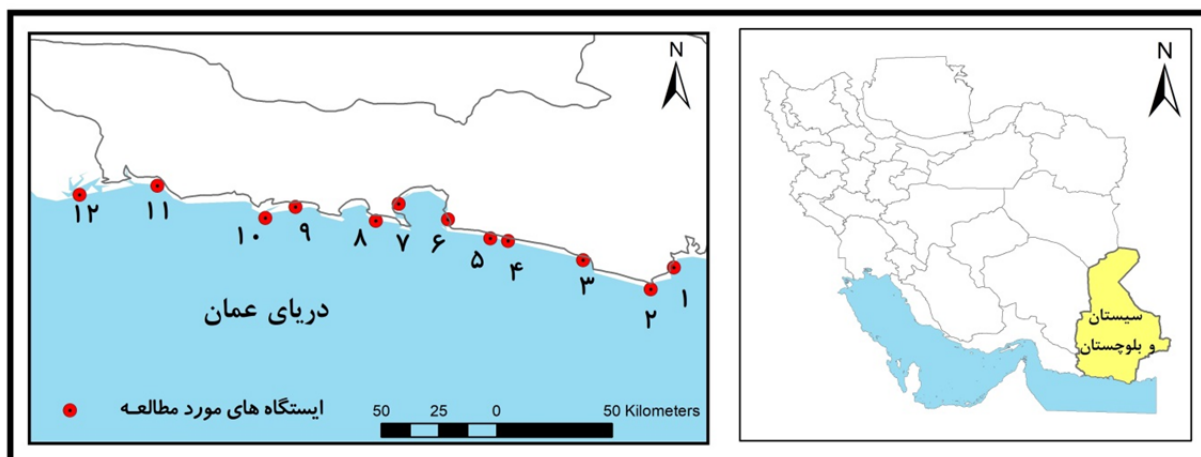 N
۱۲
۱۱
۱۰
۹
۸
۷
۶
۵
۴
۳
۲
۱
دریای عمان
ایستگاه های مورد مطالعه
50 25 0 50 Kilometers
N
سیستان
و بلوچستان